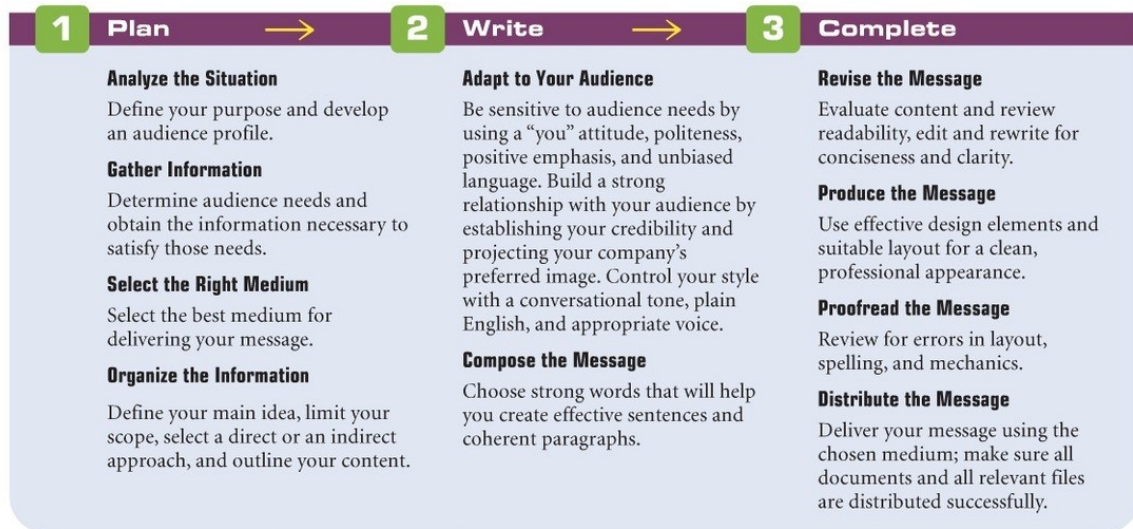 1 Plan → 2 Write → 3 Complete
Analyze the Situation
Define your purpose and develop
an audience profile.
Gather Information
Determine audience needs and
obtain the information necessary to
satisfy those needs.
Select the Right Medium
Select the best medium for
delivering your message.
Organize the Information
Define your main idea, limit your
scope, select a direct or an indirect
approach, and outline your content.
Adapt to Your Audience
Be sensitive to audience needs by
using a “you” attitude, politeness,
positive emphasis, and unbiased
language. Build a strong
relationship with your audience by
establishing your credibility and
projecting your company’s
preferred image. Control your style
with a conversational tone, plain
English, and appropriate voice.
Compose the Message
Choose strong words that will help
you create effective sentences and
coherent paragraphs.
Revise the Message
Evaluate content and review
readability, edit and rewrite for
conciseness and clarity.
Produce the Message
Use effective design elements and
suitable layout for a clean,
professional appearance.
Proofread the Message
Review for errors in layout,
spelling, and mechanics.
Distribute the Message
Deliver your message using the
chosen medium; make sure all
documents and all relevant files
are distributed successfully.